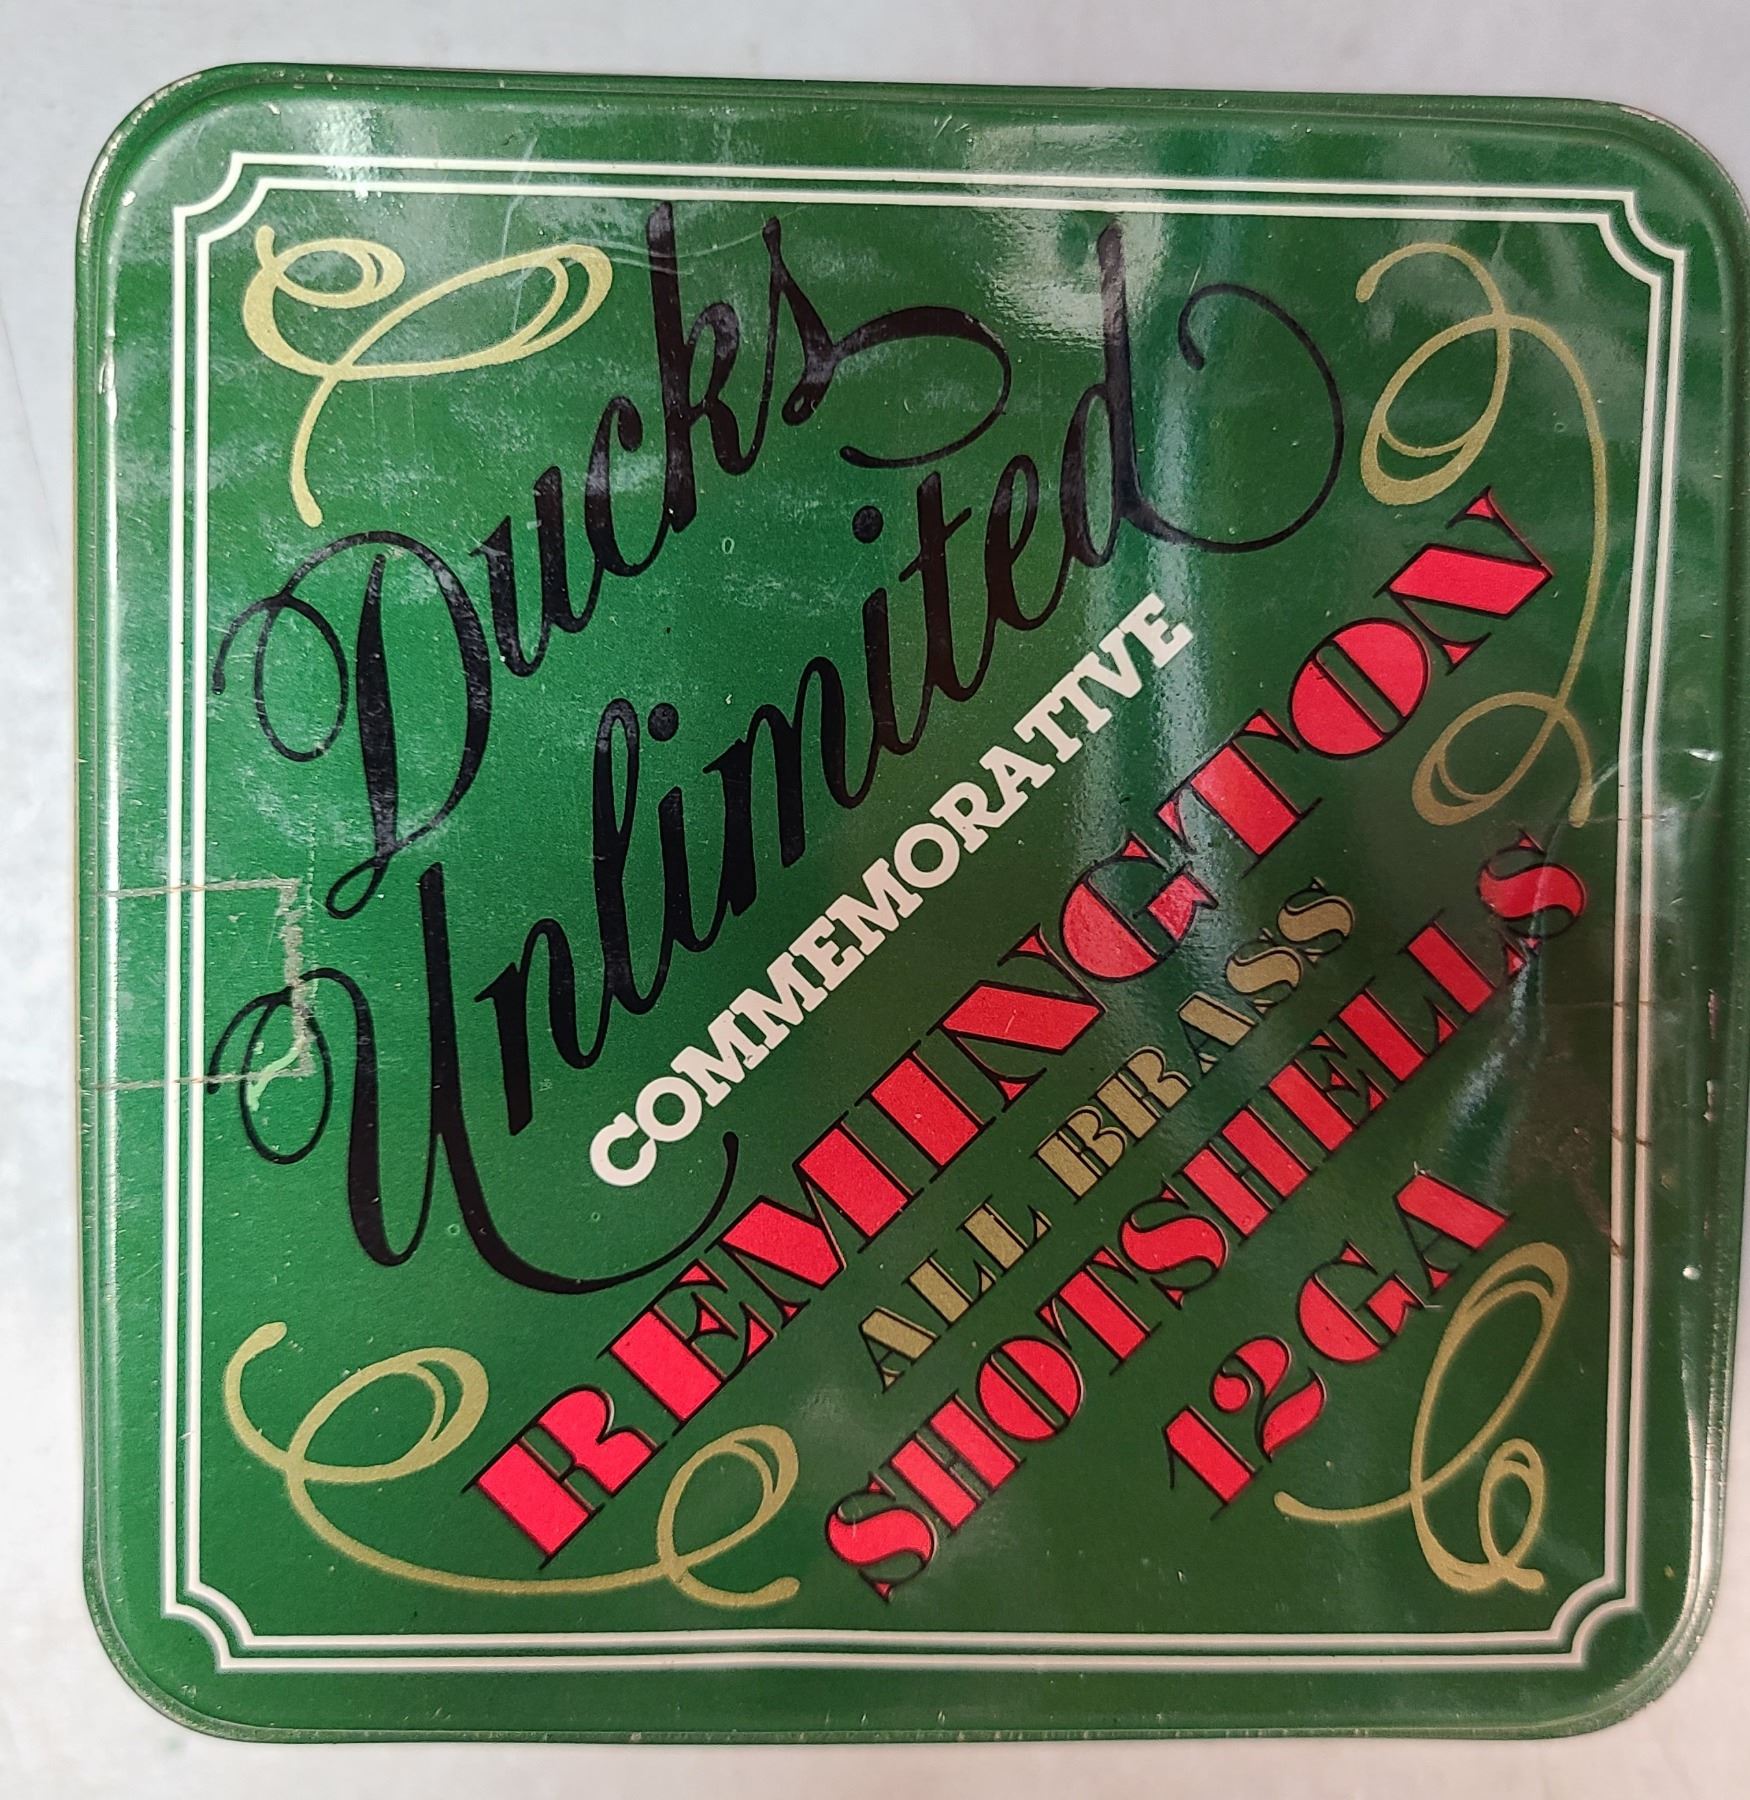 Ducks
Unlimited
COMMEMORATIVE
REMINGTON
ALL BRASS
SHOTSHELLS
12GA